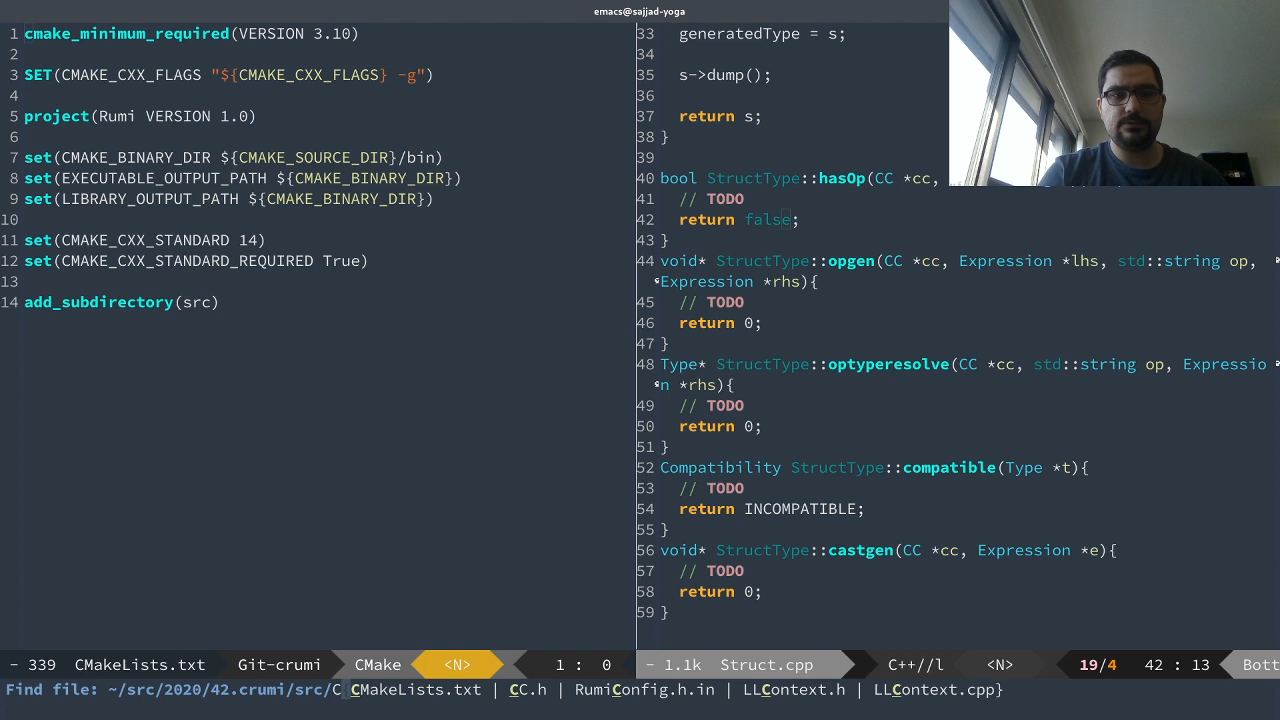 emacs@sajjad-yoga
1 cmake_minimum_required(VERSION 3.10)
2
3 SET(CMAKE_CXX_FLAGS "${CMAKE_CXX_FLAGS} -g")
4
5 project(Rumi VERSION 1.0)
6
7 set(CMAKE_BINARY_DIR ${CMAKE_SOURCE_DIR}/bin)
8 set(EXECUTABLE_OUTPUT_PATH ${CMAKE_BINARY_DIR})
9 set(LIBRARY_OUTPUT_PATH ${CMAKE_BINARY_DIR})
10
11 set(CMAKE_CXX_STANDARD 14)
12 set(CMAKE_CXX_STANDARD_REQUIRED True)
13
14 add_subdirectory(src)
- 339 CMakeLists.txt Git-crumi CMake <N> 1 : 0
33 generatedType = s;
34
35 s->dump();
36
37 return s;
38 }
39
40 bool StructType::hasOp(CC *cc,
41 // TODO
42 return false;
43 }
44 void* StructType::opgen(CC *cc, Expression *lhs, std::string op,
Expression *rhs){
45 // TODO
46 return 0;
47 }
48 Type* StructType::optyperesolve(CC *cc, std::string op, Expressio
n *rhs){
49 // TODO
50 return 0;
51 }
52 Compatibility StructType::compatible(Type *t){
53 // TODO
54 return INCOMPATIBLE;
55 }
56 void* StructType::castgen(CC *cc, Expression *e){
57 // TODO
58 return 0;
59 }
- 1.1k Struct.cpp C++//l <N> 19/4 42 : 13 Bott
Find file: ~/src/2020/42.crumi/src/C{CMakeLists.txt | CC.h | RumiConfig.h.in | LLContext.h | LLContext.cpp}